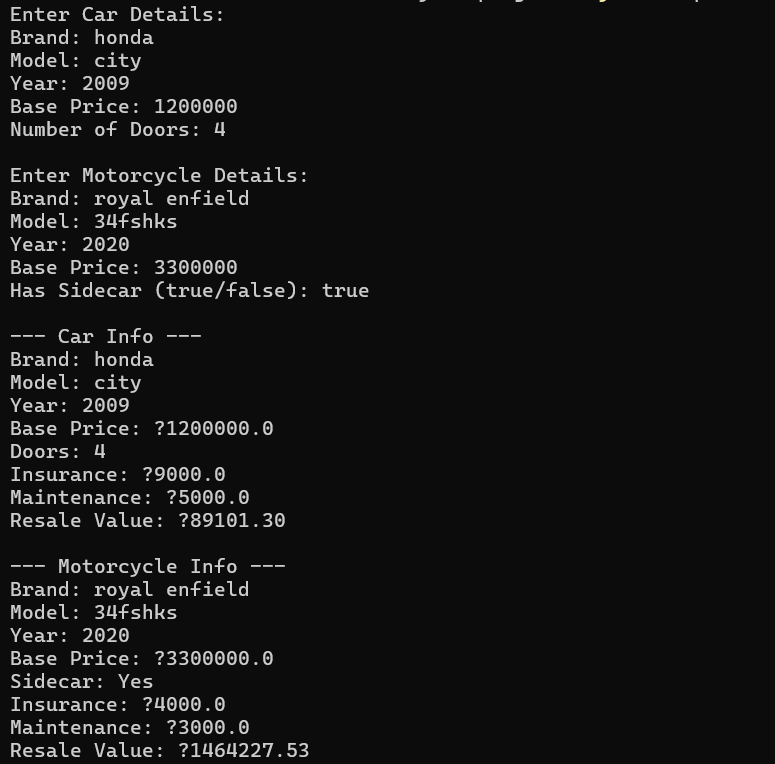 Enter Car Details:
Brand: honda
Model: city
Year: 2009
Base Price: 1200000
Number of Doors: 4
Enter Motorcycle Details:
Brand: royal enfield
Model: 34fshks
Year: 2020
Base Price: 3300000
Has Sidecar (true/false): true
--- Car Info ---
Brand: honda
Model: city
Year: 2009
Base Price: ?1200000.0
Doors: 4
Insurance: ?9000.0
Maintenance: ?5000.0
Resale Value: ?89101.30
--- Motorcycle Info ---
Brand: royal enfield
Model: 34fshks
Year: 2020
Base Price: ?3300000.0
Sidecar: Yes
Insurance: ?4000.0
Maintenance: ?3000.0
Resale Value: ?1464227.53